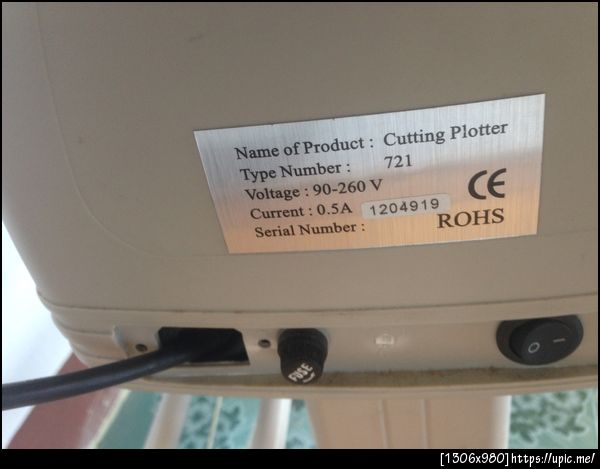 Name of Product : Cutting Plotter
Type Number : 721
Voltage : 90-260 V
Current : 0.5A 1204919
Serial Number :
CE
ROHS
FUSE
O I
[1306x980]https://upic.me/